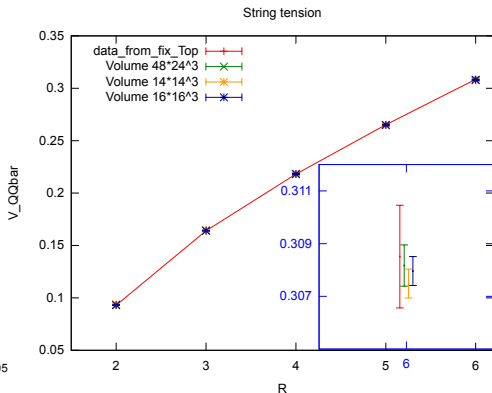 String tension
data_from_fix_Top
Volume 48*24^3
Volume 14*14^3
Volume 16*16^3
V_QQbar
0.35
0.3
0.25
0.2
0.15
0.1
0.05
0.311
0.309
0.307
6
2
3
4
5
6
R
05